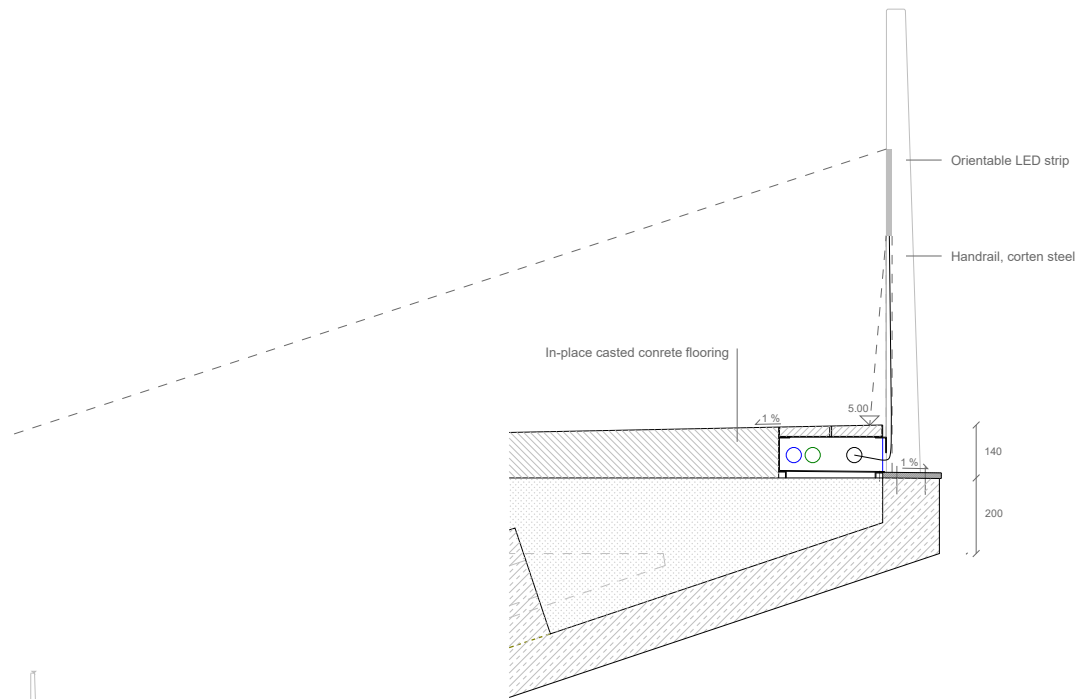 Orientable LED strip
Handrail, corten steel
In-place casted conrete flooring
5.00
1 %
140
1 %
200